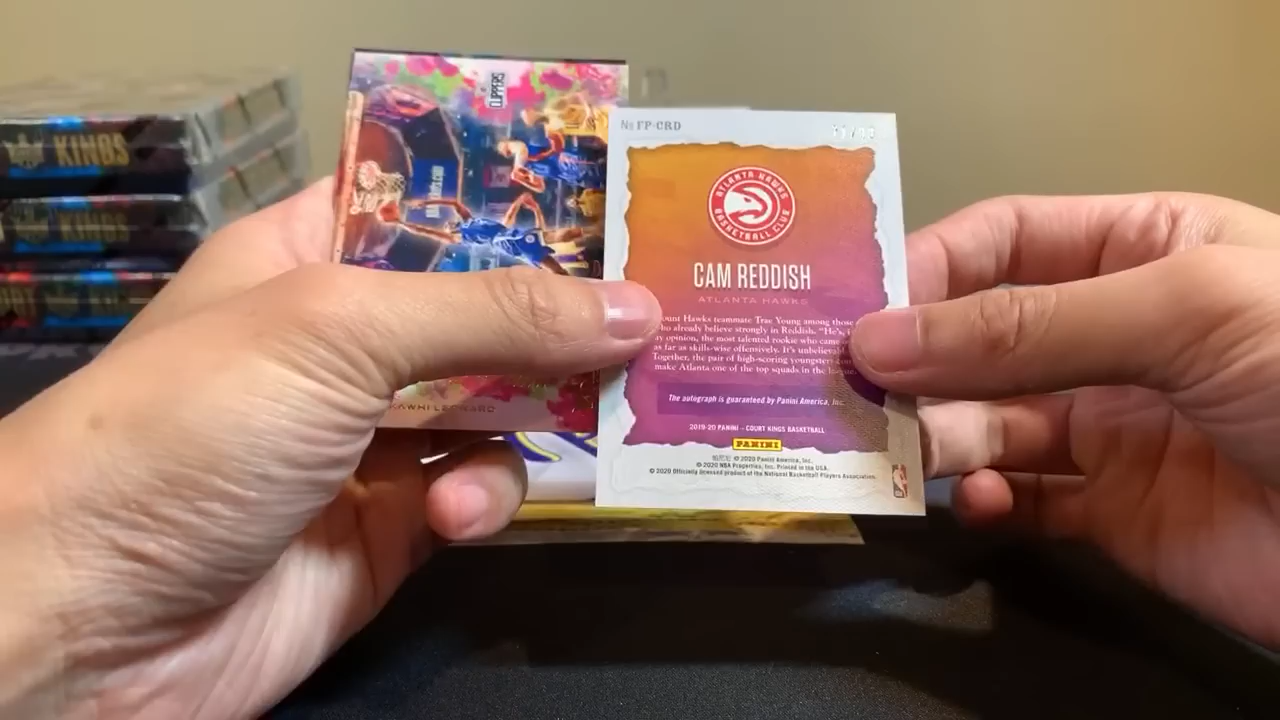 KINGS
CLIPPERS
KAWHI LEONARD
No FP-CRD
ATLANTA HAWKS
BASKETBALL CLUB
CAM REDDISH
ATLANTA HAWKS
ount Hawks teammate Trae Young among those
ho already believe strongly in Reddish. "He's, i
y opinion, the most talented rookie who came
as far as skills-wise offensively. It's unbelievabl
Together, the pair of high-scoring youngsters
make Atlanta one of the top squads in the
The autograph is guaranteed by Panini America, Inc.
2019-20 PANINI – COURT KINGS BASKETBALL
PANINI
© 2020 Panini America, Inc.
© 2020 NBA Properties, Inc. Printed in the USA.
© 2020 Officially licensed product of the National Basketball Players Association.